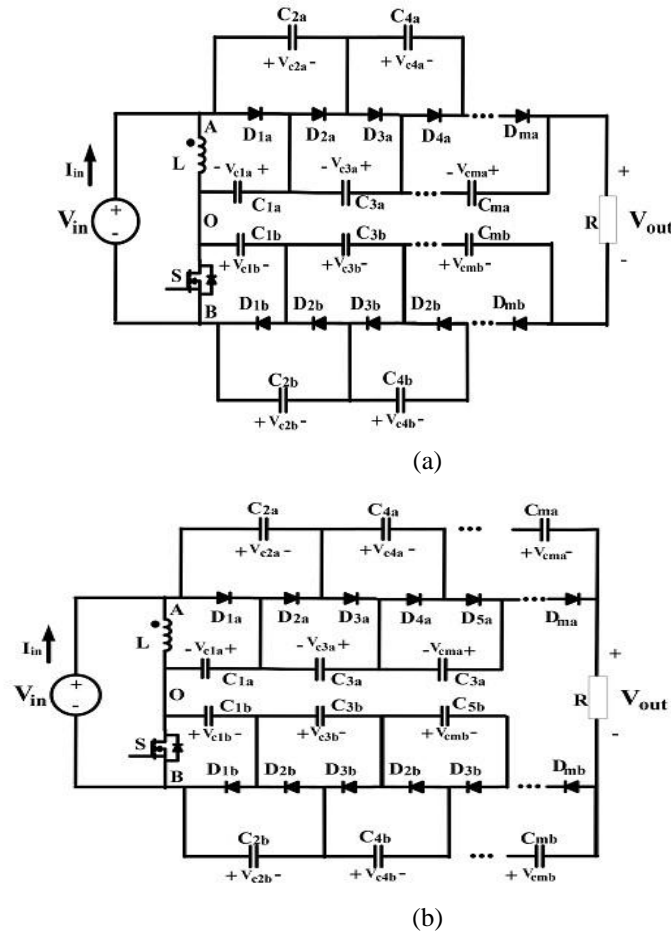 C2a C4a
+Vc2a- +Vc4a-
A
D1a D2a D3a D4a Dma
Iin L -Vc1a+ -Vc3a+ -Vcma+ +
C1a C3a Cma
Vin + - O R Vout
C1b C3b Cmb
+Vc1b- +Vc3b- +Vcmb- -
S
B D1b D2b D3b D2b Dmb
C2b C4b
+Vc2b- +Vc4b-
(a)
C2a C4a Cma
+Vc2a- +Vc4a- +Vcma-
A
D1a D2a D3a D4a D5a Dma
Iin L -Vc1a+ -Vc3a+ -Vcma+ +
C1a C3a C3a
Vin + - O R Vout
C1b C3b C5b
+Vc1b- +Vc3b- +Vcmb- -
S
B D1b D2b D3b D2b D3b Dmb
C2b C4b Cmb
+Vc2b- +Vc4b- +Vcmb
(b)